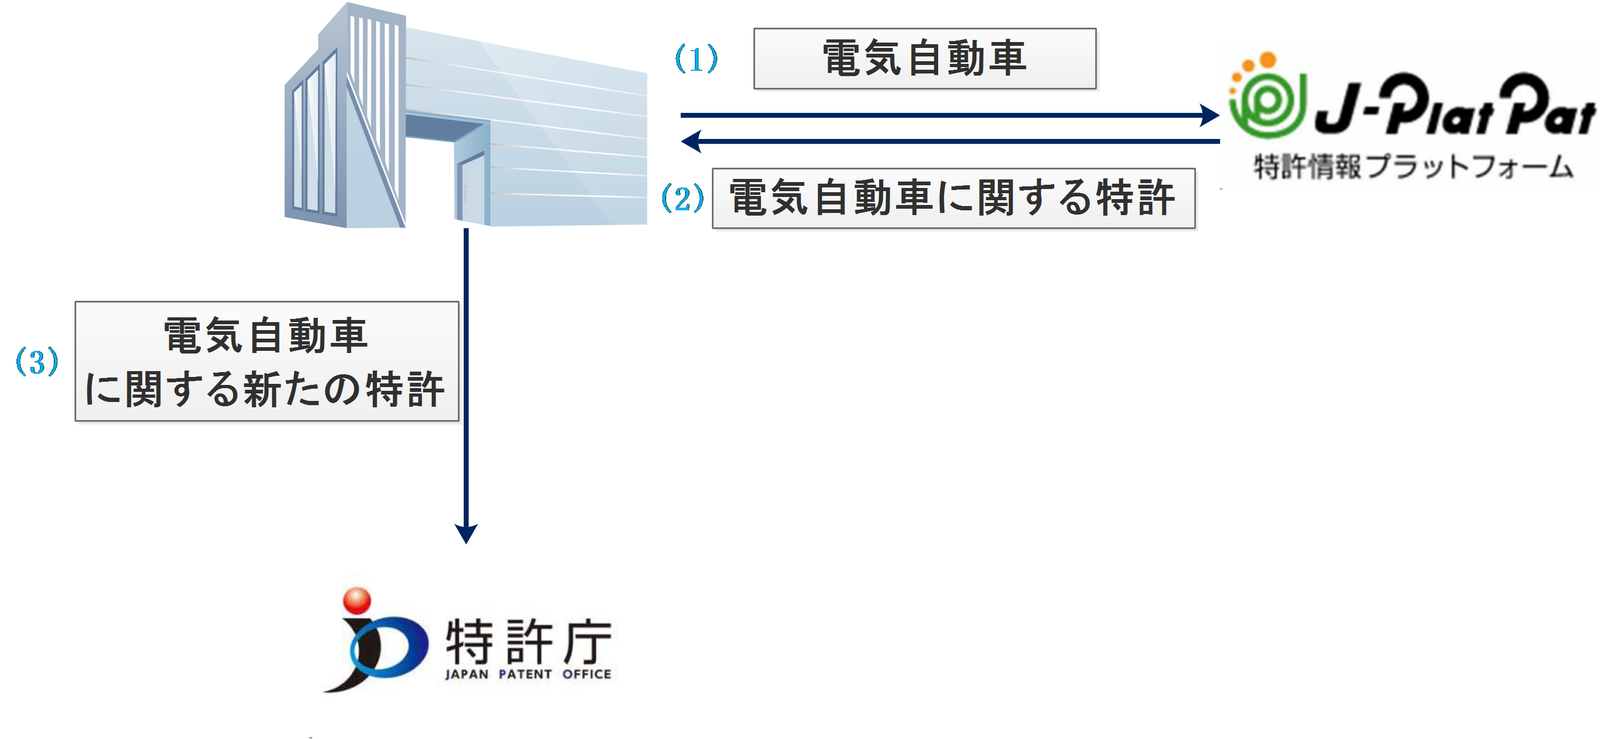 (1)
電気自動車
J-PlatPat
特許情報プラットフォーム
(2)
電気自動車に関する特許
(3)
電気自動車
に関する新たの特許
特許庁
JAPAN PATENT OFFICE